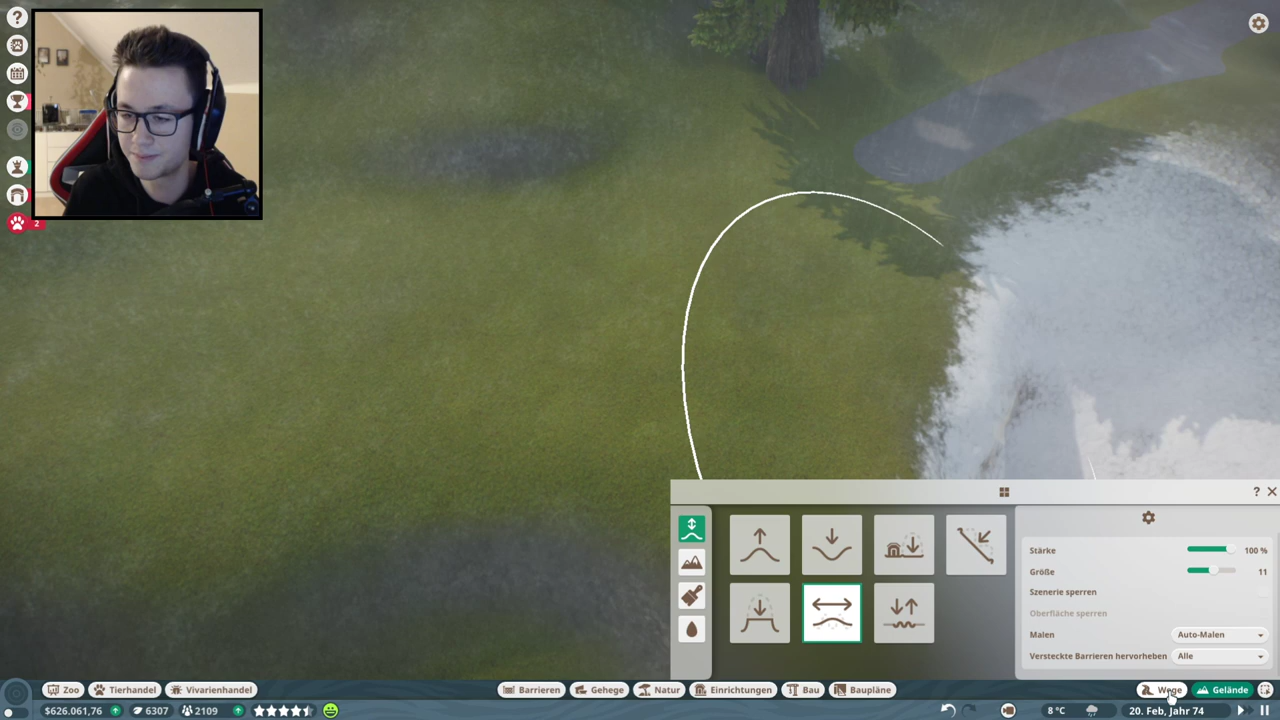 ?
2
? 
Stärke 100 %
Größe 11
Szenerie sperren
Oberfläche sperren
Malen Auto-Malen
Versteckte Barrieren hervorheben Alle
Zoo Tierhandel Vivarienhandel Barrieren Gehege Natur Einrichtungen Bau Baupläne Wege Gelände
$626.061,76 6307 2109 8 °C 20. Feb, Jahr 74